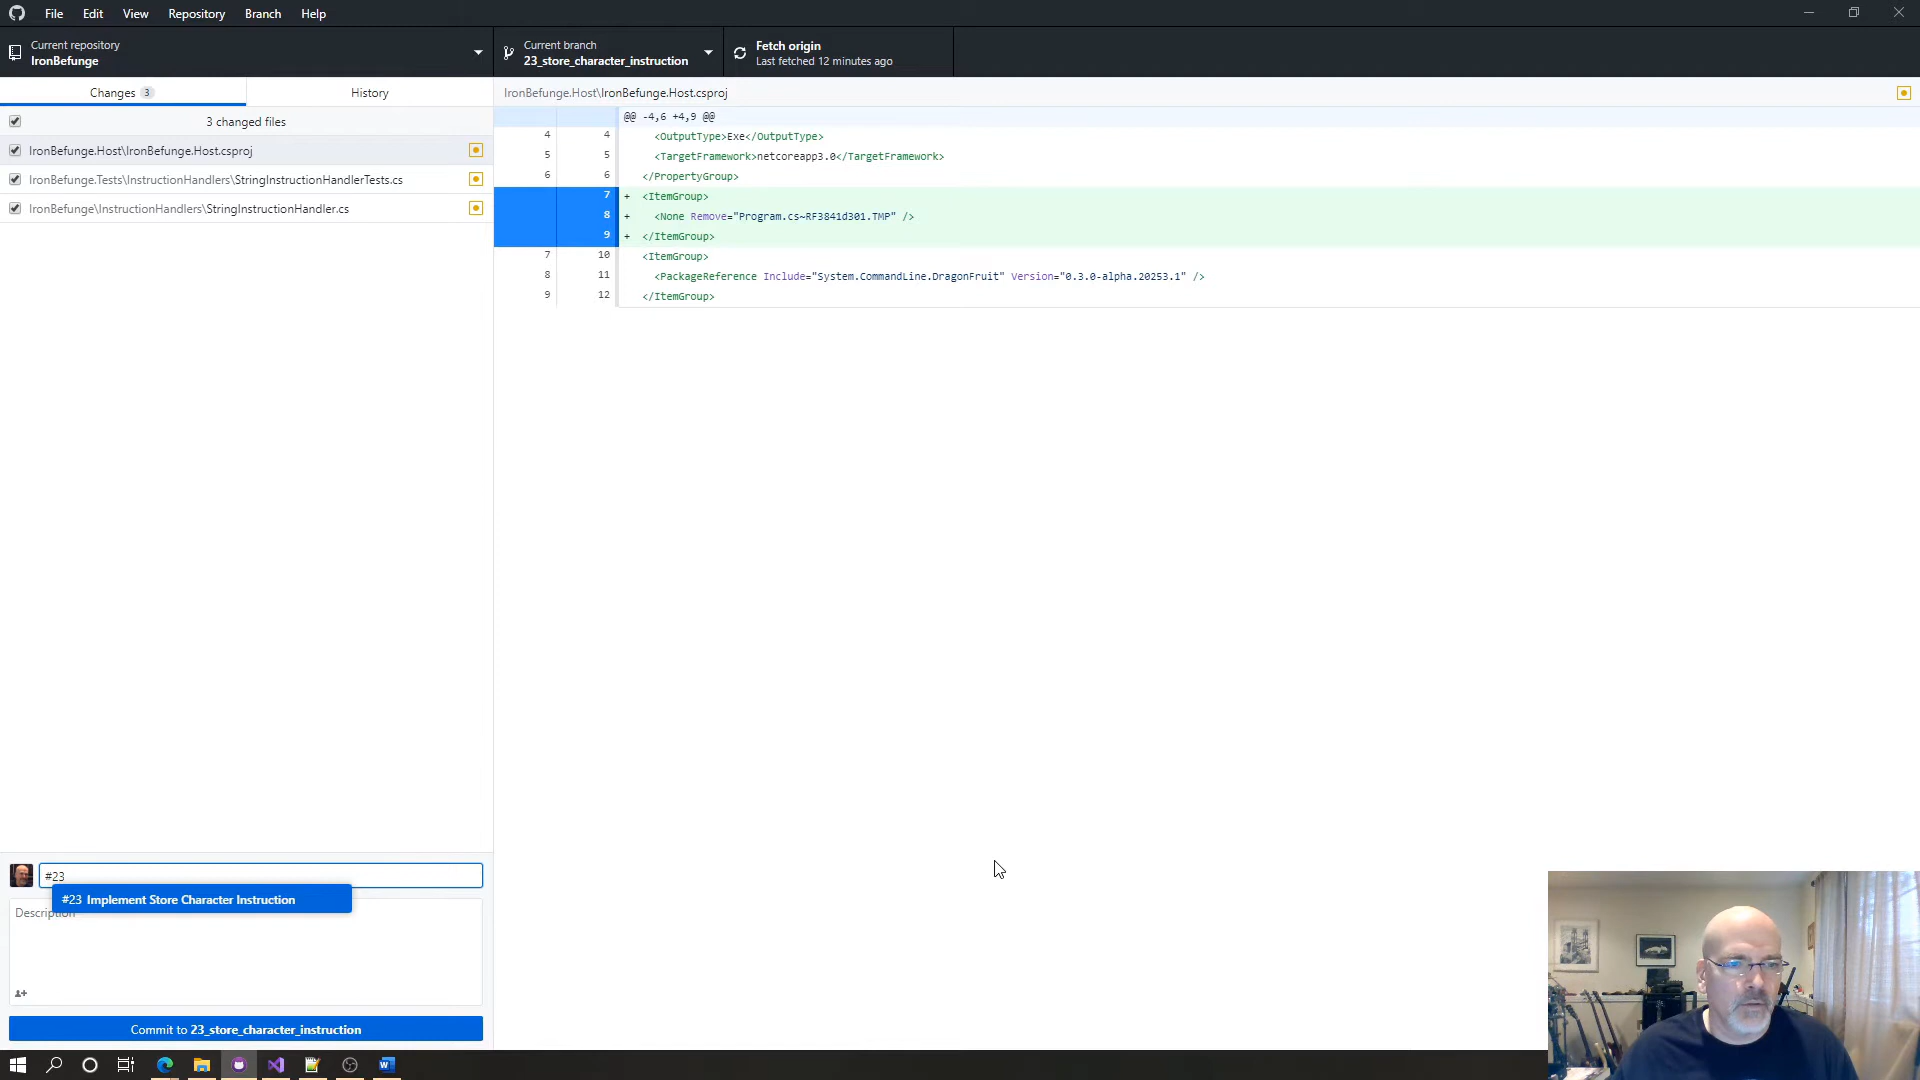 File Edit View Repository Branch Help
Current repository
IronBefunge
Current branch
23_store_character_instruction
Fetch origin
Last fetched 12 minutes ago
Changes 3
History
3 changed files
IronBefunge.Host\IronBefunge.Host.csproj
IronBefunge.Tests\InstructionHandlers\StringInstructionHandlerTests.cs
IronBefunge\InstructionHandlers\StringInstructionHandler.cs
IronBefunge.Host\IronBefunge.Host.csproj
@@ -4,6 +4,9 @@
4 4 <OutputType>Exe</OutputType>
5 5 <TargetFramework>netcoreapp3.0</TargetFramework>
6 6 </PropertyGroup>
7 + <ItemGroup>
8 + <None Remove="Program.cs~RF3841d301.TMP" />
9 + </ItemGroup>
7 10 <ItemGroup>
8 11 <PackageReference Include="System.CommandLine.DragonFruit" Version="0.3.0-alpha.20253.1" />
9 12 </ItemGroup>
#23
#23 Implement Store Character Instruction
Description
Commit to 23_store_character_instruction